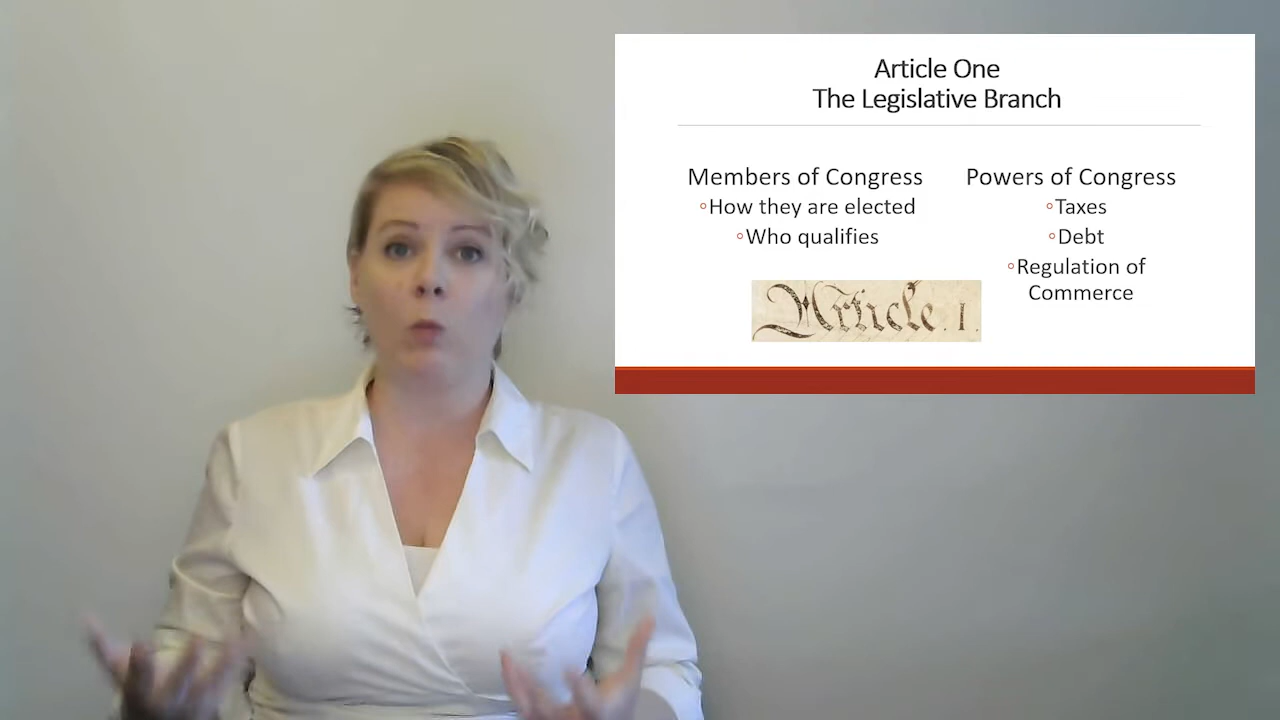 Article One
The Legislative Branch
Members of Congress
◦How they are elected
◦Who qualifies
Powers of Congress
◦Taxes
◦Debt
◦Regulation of
Commerce
Article. I.